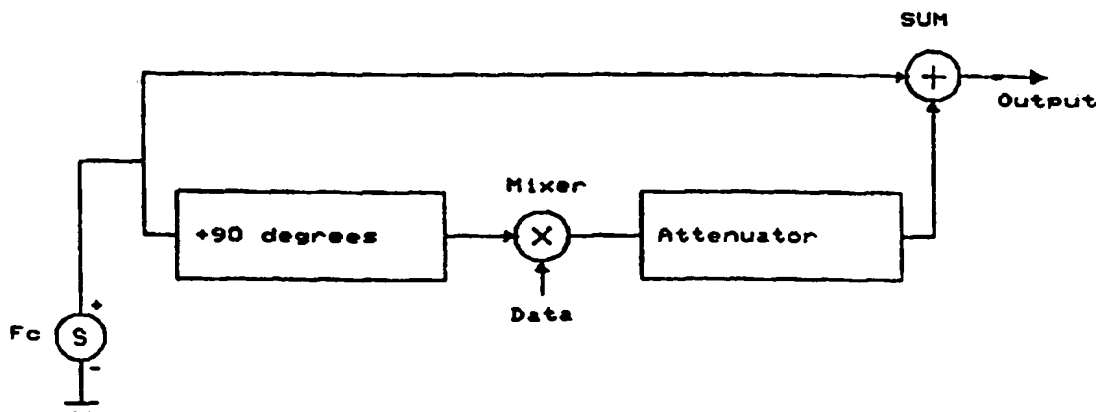 SUM
+
Output
Mixer
+90 degrees
×
Attenuator
Data
+
Fc
S
-